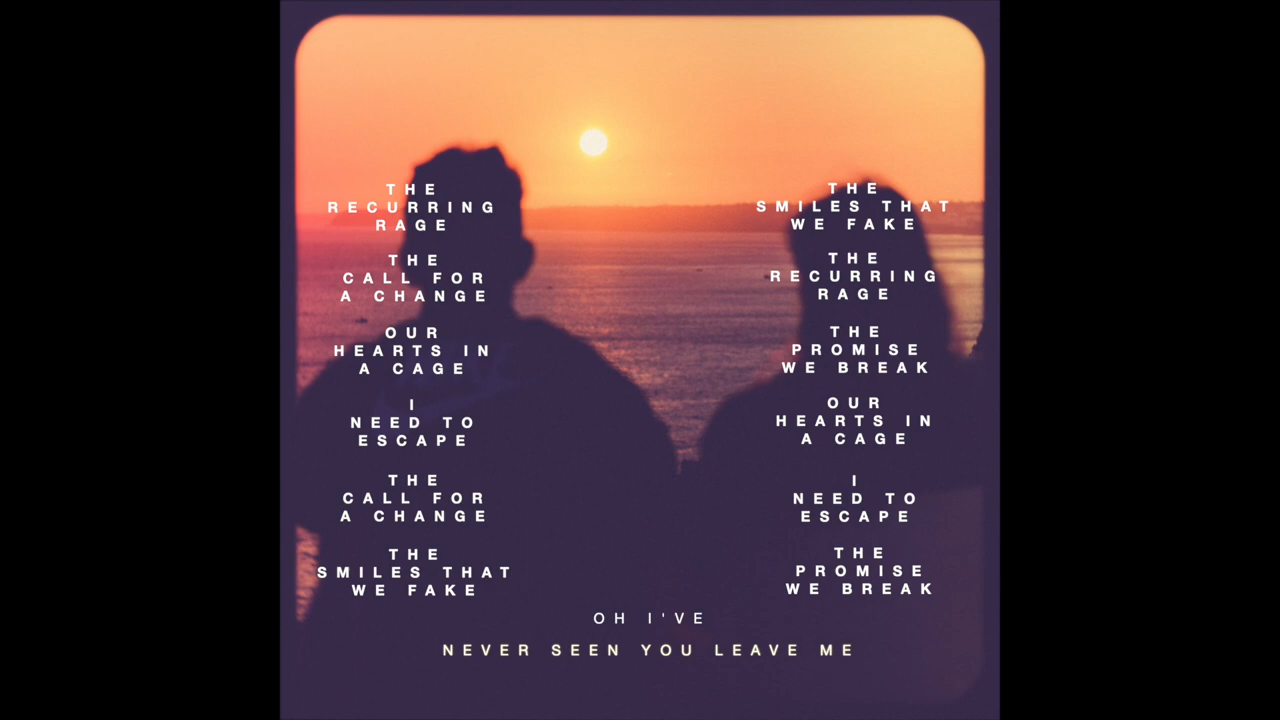 THE
RECURRING
RAGE
THE
CALL FOR
A CHANGE
OUR
HEARTS IN
A CAGE
I
NEED TO
ESCAPE
THE
CALL FOR
A CHANGE
THE
SMILES THAT
WE FAKE
THE
SMILES THAT
WE FAKE
THE
RECURRING
RAGE
THE
PROMISE
WE BREAK
OUR
HEARTS IN
A CAGE
I
NEED TO
ESCAPE
THE
PROMISE
WE BREAK
OH I'VE
NEVER SEEN YOU LEAVE ME